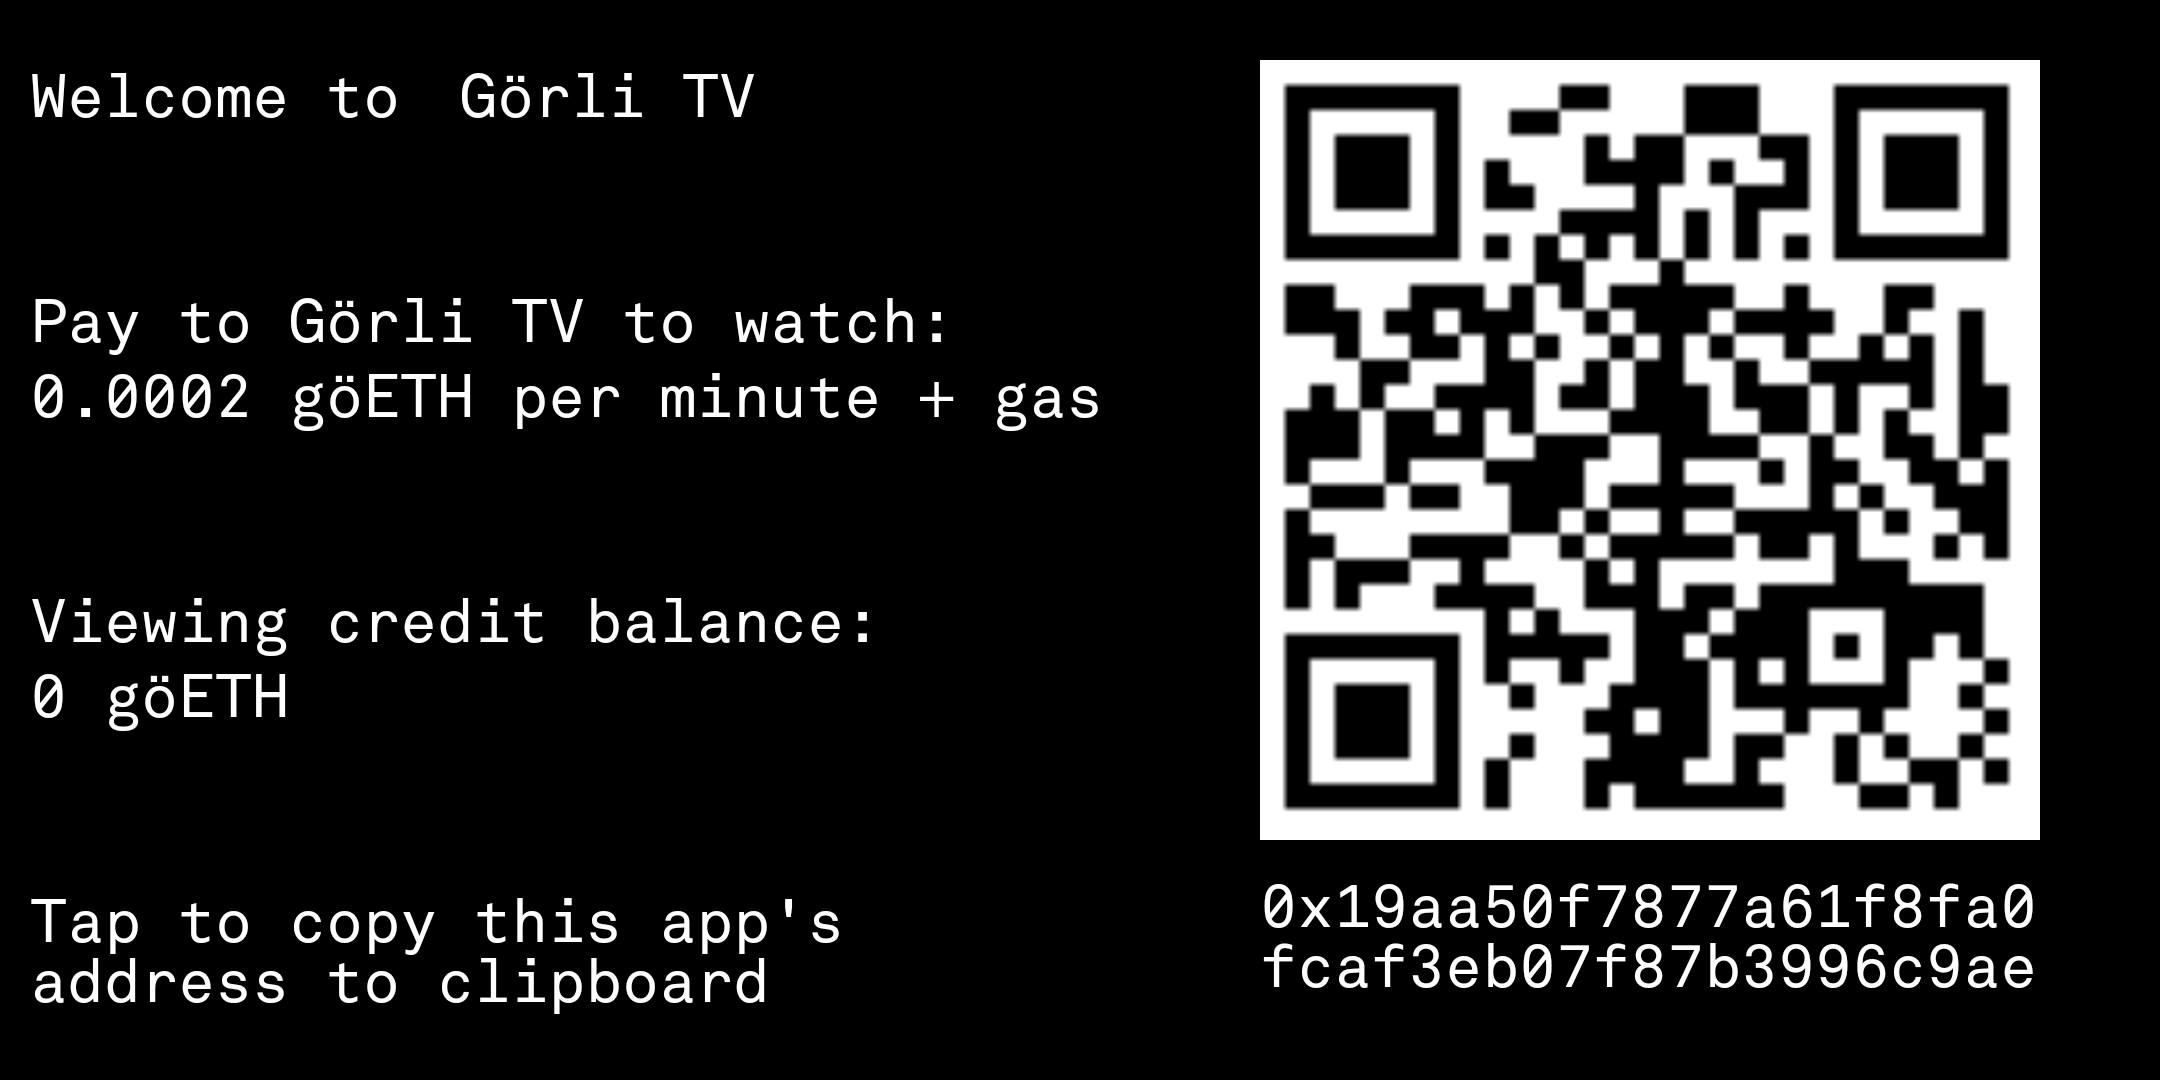 Welcome to Görli TV
Pay to Görli TV to watch:
0.0002 göETH per minute + gas
Viewing credit balance:
0 göETH
Tap to copy this app's
address to clipboard
0x19aa50f7877a61f8fa0
fcaf3eb07f87b3996c9ae